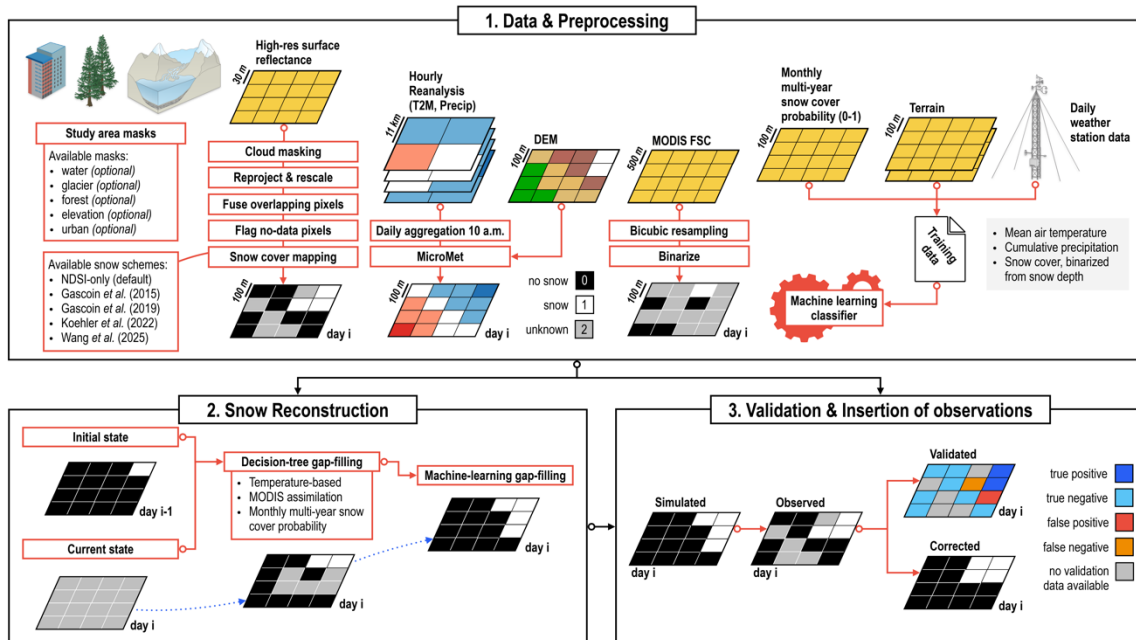 1. Data & Preprocessing
High-res surface
reflectance
30 m
Study area masks
Available masks:
• water (optional)
• glacier (optional)
• forest (optional)
• elevation (optional)
• urban (optional)
Available snow schemes:
• NDSI-only (default)
• Gascoin et al. (2015)
• Gascoin et al. (2019)
• Koehler et al. (2022)
• Wang et al. (2025)
Cloud masking
Reproject & rescale
Fuse overlapping pixels
Flag no-data pixels
Snow cover mapping
100 m
day i
Hourly
Reanalysis
(T2M, Precip)
11 km
DEM
100 m
Daily aggregation 10 a.m.
MicroMet
100 m
day i
no snow 0
snow 1
unknown 2
MODIS FSC
500 m
Bicubic resampling
Binarize
100 m
day i
Monthly
multi-year
snow cover
probability (0-1)
100 m
Terrain
100 m
Daily
weather
station data
Training
data
• Mean air temperature
• Cumulative precipitation
• Snow cover, binarized
from snow depth
Machine learning
classifier
2. Snow Reconstruction
Initial state
day i-1
Current state
day i
Decision-tree gap-filling
• Temperature-based
• MODIS assimilation
• Monthly multi-year snow
cover probability
day i
Machine-learning gap-filling
day i
3. Validation & Insertion of observations
Simulated
day i
Observed
day i
Validated
day i
Corrected
day i
true positive
true negative
false positive
false negative
no validation
data available